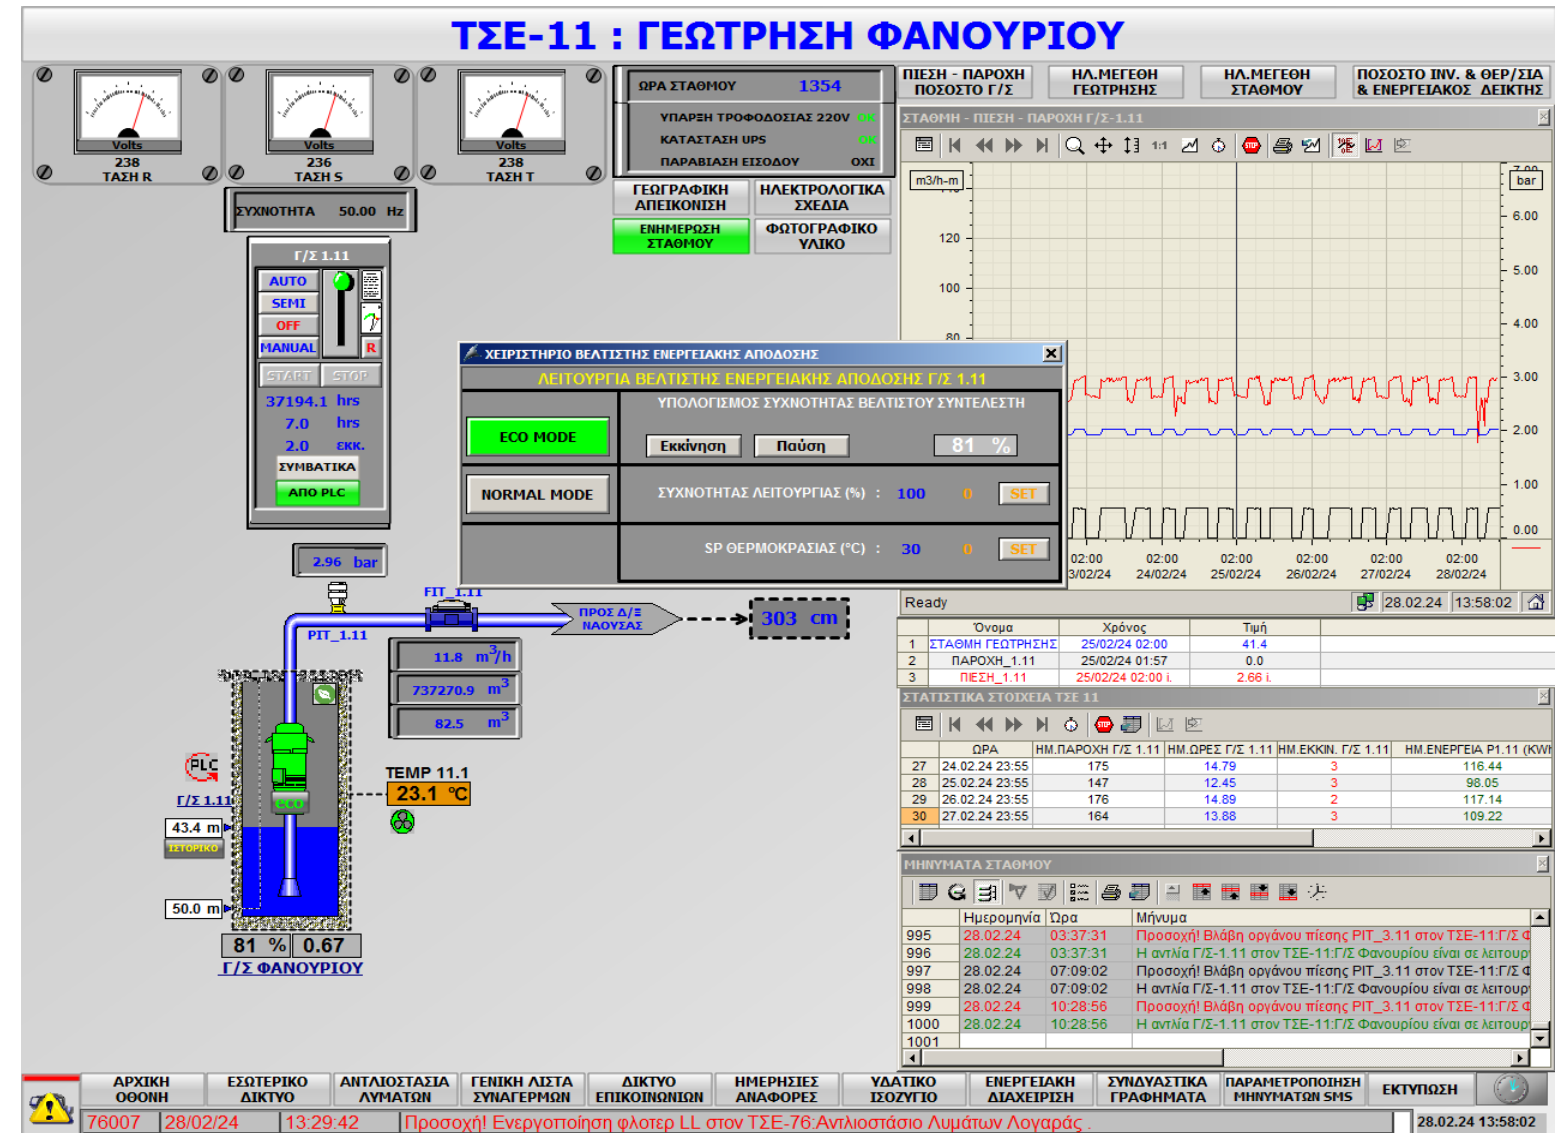 ΤΣΕ-11 : ΓΕΩΤΡΗΣΗ ΦΑΝΟΥΡΙΟΥ
Volts
238
ΤΑΣΗ R
Volts
236
ΤΑΣΗ S
Volts
238
ΤΑΣΗ T
ΣΥΧΝΟΤΗΤΑ 50.00 Hz
ΩΡΑ ΣΤΑΘΜΟΥ 1354
ΥΠΑΡΞΗ ΤΡΟΦΟΔΟΣΙΑΣ 220V OK
ΚΑΤΑΣΤΑΣΗ UPS OK
ΠΑΡΑΒΙΑΣΗ ΕΙΣΟΔΟΥ ΟΧΙ
ΓΕΩΓΡΑΦΙΚΗ ΑΠΕΙΚΟΝΙΣΗ
ΗΛΕΚΤΡΟΛΟΓΙΚΑ ΣΧΕΔΙΑ
ΕΝΗΜΕΡΩΣΗ ΣΤΑΘΜΟΥ
ΦΩΤΟΓΡΑΦΙΚΟ ΥΛΙΚΟ
ΠΙΕΣΗ - ΠΑΡΟΧΗ ΠΟΣΟΣΤΟ Γ/Σ
ΗΛ.ΜΕΓΕΘΗ ΓΕΩΤΡΗΣΗΣ
ΗΛ.ΜΕΓΕΘΗ ΣΤΑΘΜΟΥ
ΠΟΣΟΣΤΟ INV. & ΘΕΡ/ΣΙΑ & ΕΝΕΡΓΕΙΑΚΟΣ ΔΕΙΚΤΗΣ
ΣΤΑΘΜΗ - ΠΙΕΣΗ - ΠΑΡΟΧΗ Γ/Σ-1.11
1:1
STOP
m3/h-m
120
100
80
7.00
bar
6.00
5.00
4.00
3.00
2.00
1.00
0.00
02:00 02:00 02:00 02:00 02:00 02:00
3/02/24 24/02/24 25/02/24 26/02/24 27/02/24 28/02/24
Ready 28.02.24 13:58:02
Γ/Σ 1.11
AUTO
SEMI
OFF
MANUAL R
START STOP
37194.1 hrs
7.0 hrs
2.0 εκκ.
ΣΥΜΒΑΤΙΚΑ
ΑΠΟ PLC
ΧΕΙΡΙΣΤΗΡΙΟ ΒΕΛΤΙΣΤΗΣ ΕΝΕΡΓΕΙΑΚΗΣ ΑΠΟΔΟΣΗΣ
ΛΕΙΤΟΥΡΓΙΑ ΒΕΛΤΙΣΤΗΣ ΕΝΕΡΓΕΙΑΚΗΣ ΑΠΟΔΟΣΗΣ Γ/Σ 1.11
ECO MODE
ΥΠΟΛΟΓΙΣΜΟΣ ΣΥΧΝΟΤΗΤΑΣ ΒΕΛΤΙΣΤΟΥ ΣΥΝΤΕΛΕΣΤΗ
Εκκίνηση Παύση 81 %
NORMAL MODE
ΣΥΧΝΟΤΗΤΑΣ ΛΕΙΤΟΥΡΓΙΑΣ (%) : 100 0 SET
SP ΘΕΡΜΟΚΡΑΣΙΑΣ (°C) : 30 0 SET
2.96 bar
PIT_1.11
FIT_1.11
ΠΡΟΣ Δ/Ξ ΝΑΟΥΣΑΣ
303 cm
11.8 m3/h
737270.9 m3
82.5 m3
TEMP 11.1
23.1 °C
PLC
Γ/Σ 1.11
eco
43.4 m
ΙΣΤΟΡΙΚΟ
50.0 m
81 % 0.67
Γ/Σ ΦΑΝΟΥΡΙΟΥ
Όνομα Χρόνος Τιμή
1 ΣΤΑΘΜΗ ΓΕΩΤΡΗΣΗΣ 25/02/24 02:00 41.4
2 ΠΑΡΟΧΗ_1.11 25/02/24 01:57 0.0
3 ΠΙΕΣΗ_1.11 25/02/24 02:00 i. 2.66 i.
ΣΤΑΤΙΣΤΙΚΑ ΣΤΟΙΧΕΙΑ ΤΣΕ 11
STOP
ΩΡΑ ΗΜ.ΠΑΡΟΧΗ Γ/Σ 1.11 ΗΜ.ΩΡΕΣ Γ/Σ 1.11 ΗΜ.ΕΚΚΙΝ. Γ/Σ 1.11 ΗΜ.ΕΝΕΡΓΕΙΑ P1.11 (KWh
27 24.02.24 23:55 175 14.79 3 116.44
28 25.02.24 23:55 147 12.45 3 98.05
29 26.02.24 23:55 176 14.89 2 117.14
30 27.02.24 23:55 164 13.88 3 109.22
ΜΗΝΥΜΑΤΑ ΣΤΑΘΜΟΥ
Ημερομηνία Ώρα Μήνυμα
995 28.02.24 03:37:31 Προσοχή! Βλάβη οργάνου πίεσης PIT_3.11 στον ΤΣΕ-11:Γ/Σ Φ
996 28.02.24 03:37:31 Η αντλία Γ/Σ-1.11 στον ΤΣΕ-11:Γ/Σ Φανουρίου είναι σε λειτουρ
997 28.02.24 07:09:02 Προσοχή! Βλάβη οργάνου πίεσης PIT_3.11 στον ΤΣΕ-11:Γ/Σ Φ
998 28.02.24 07:09:02 Η αντλία Γ/Σ-1.11 στον ΤΣΕ-11:Γ/Σ Φανουρίου είναι σε λειτουρ
999 28.02.24 10:28:56 Προσοχή! Βλάβη οργάνου πίεσης PIT_3.11 στον ΤΣΕ-11:Γ/Σ Φ
1000 28.02.24 10:28:56 Η αντλία Γ/Σ-1.11 στον ΤΣΕ-11:Γ/Σ Φανουρίου είναι σε λειτουρ
1001
ΑΡΧΙΚΗ ΟΘΟΝΗ
ΕΣΩΤΕΡΙΚΟ ΔΙΚΤΥΟ
ΑΝΤΛΙΟΣΤΑΣΙΑ ΛΥΜΑΤΩΝ
ΓΕΝΙΚΗ ΛΙΣΤΑ ΣΥΝΑΓΕΡΜΩΝ
ΔΙΚΤΥΟ ΕΠΙΚΟΙΝΩΝΙΩΝ
ΗΜΕΡΗΣΙΕΣ ΑΝΑΦΟΡΕΣ
ΥΔΑΤΙΚΟ ΙΣΟΖΥΓΙΟ
ΕΝΕΡΓΕΙΑΚΗ ΔΙΑΧΕΙΡΙΣΗ
ΣΥΝΔΥΑΣΤΙΚΑ ΓΡΑΦΗΜΑΤΑ
ΠΑΡΑΜΕΤΡΟΠΟΙΗΣΗ ΜΗΝΥΜΑΤΩΝ SMS
ΕΚΤΥΠΩΣΗ
76007 28/02/24 13:29:42 Προσοχή! Ενεργοποίηση φλοτερ LL στον ΤΣΕ-76:Αντλιοστάσιο Λυμάτων Λογαράς .
28.02.24 13:58:02